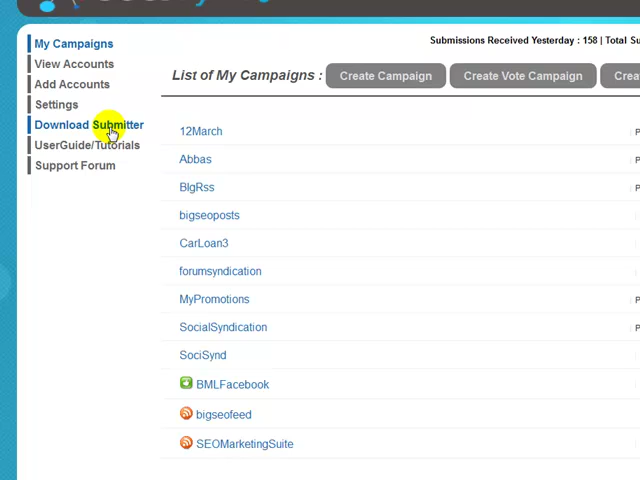 My Campaigns
View Accounts
Add Accounts
Settings
Download Submitter
UserGuide/Tutorials
Support Forum
Submissions Received Yesterday : 158 | Total Su
List of My Campaigns :
Create Campaign
Create Vote Campaign
Crea
12March
Abbas
BlgRss
bigseoposts
CarLoan3
forumsyndication
MyPromotions
SocialSyndication
SociSynd
BMLFacebook
bigseofeed
SEOMarketingSuite